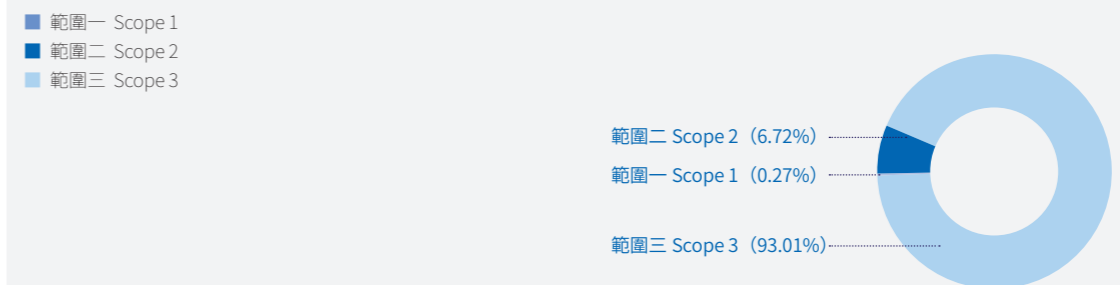 範圍一 Scope 1
範圍二 Scope 2
範圍三 Scope 3
範圍二 Scope 2（6.72%）
範圍一 Scope 1（0.27%）
範圍三 Scope 3（93.01%）